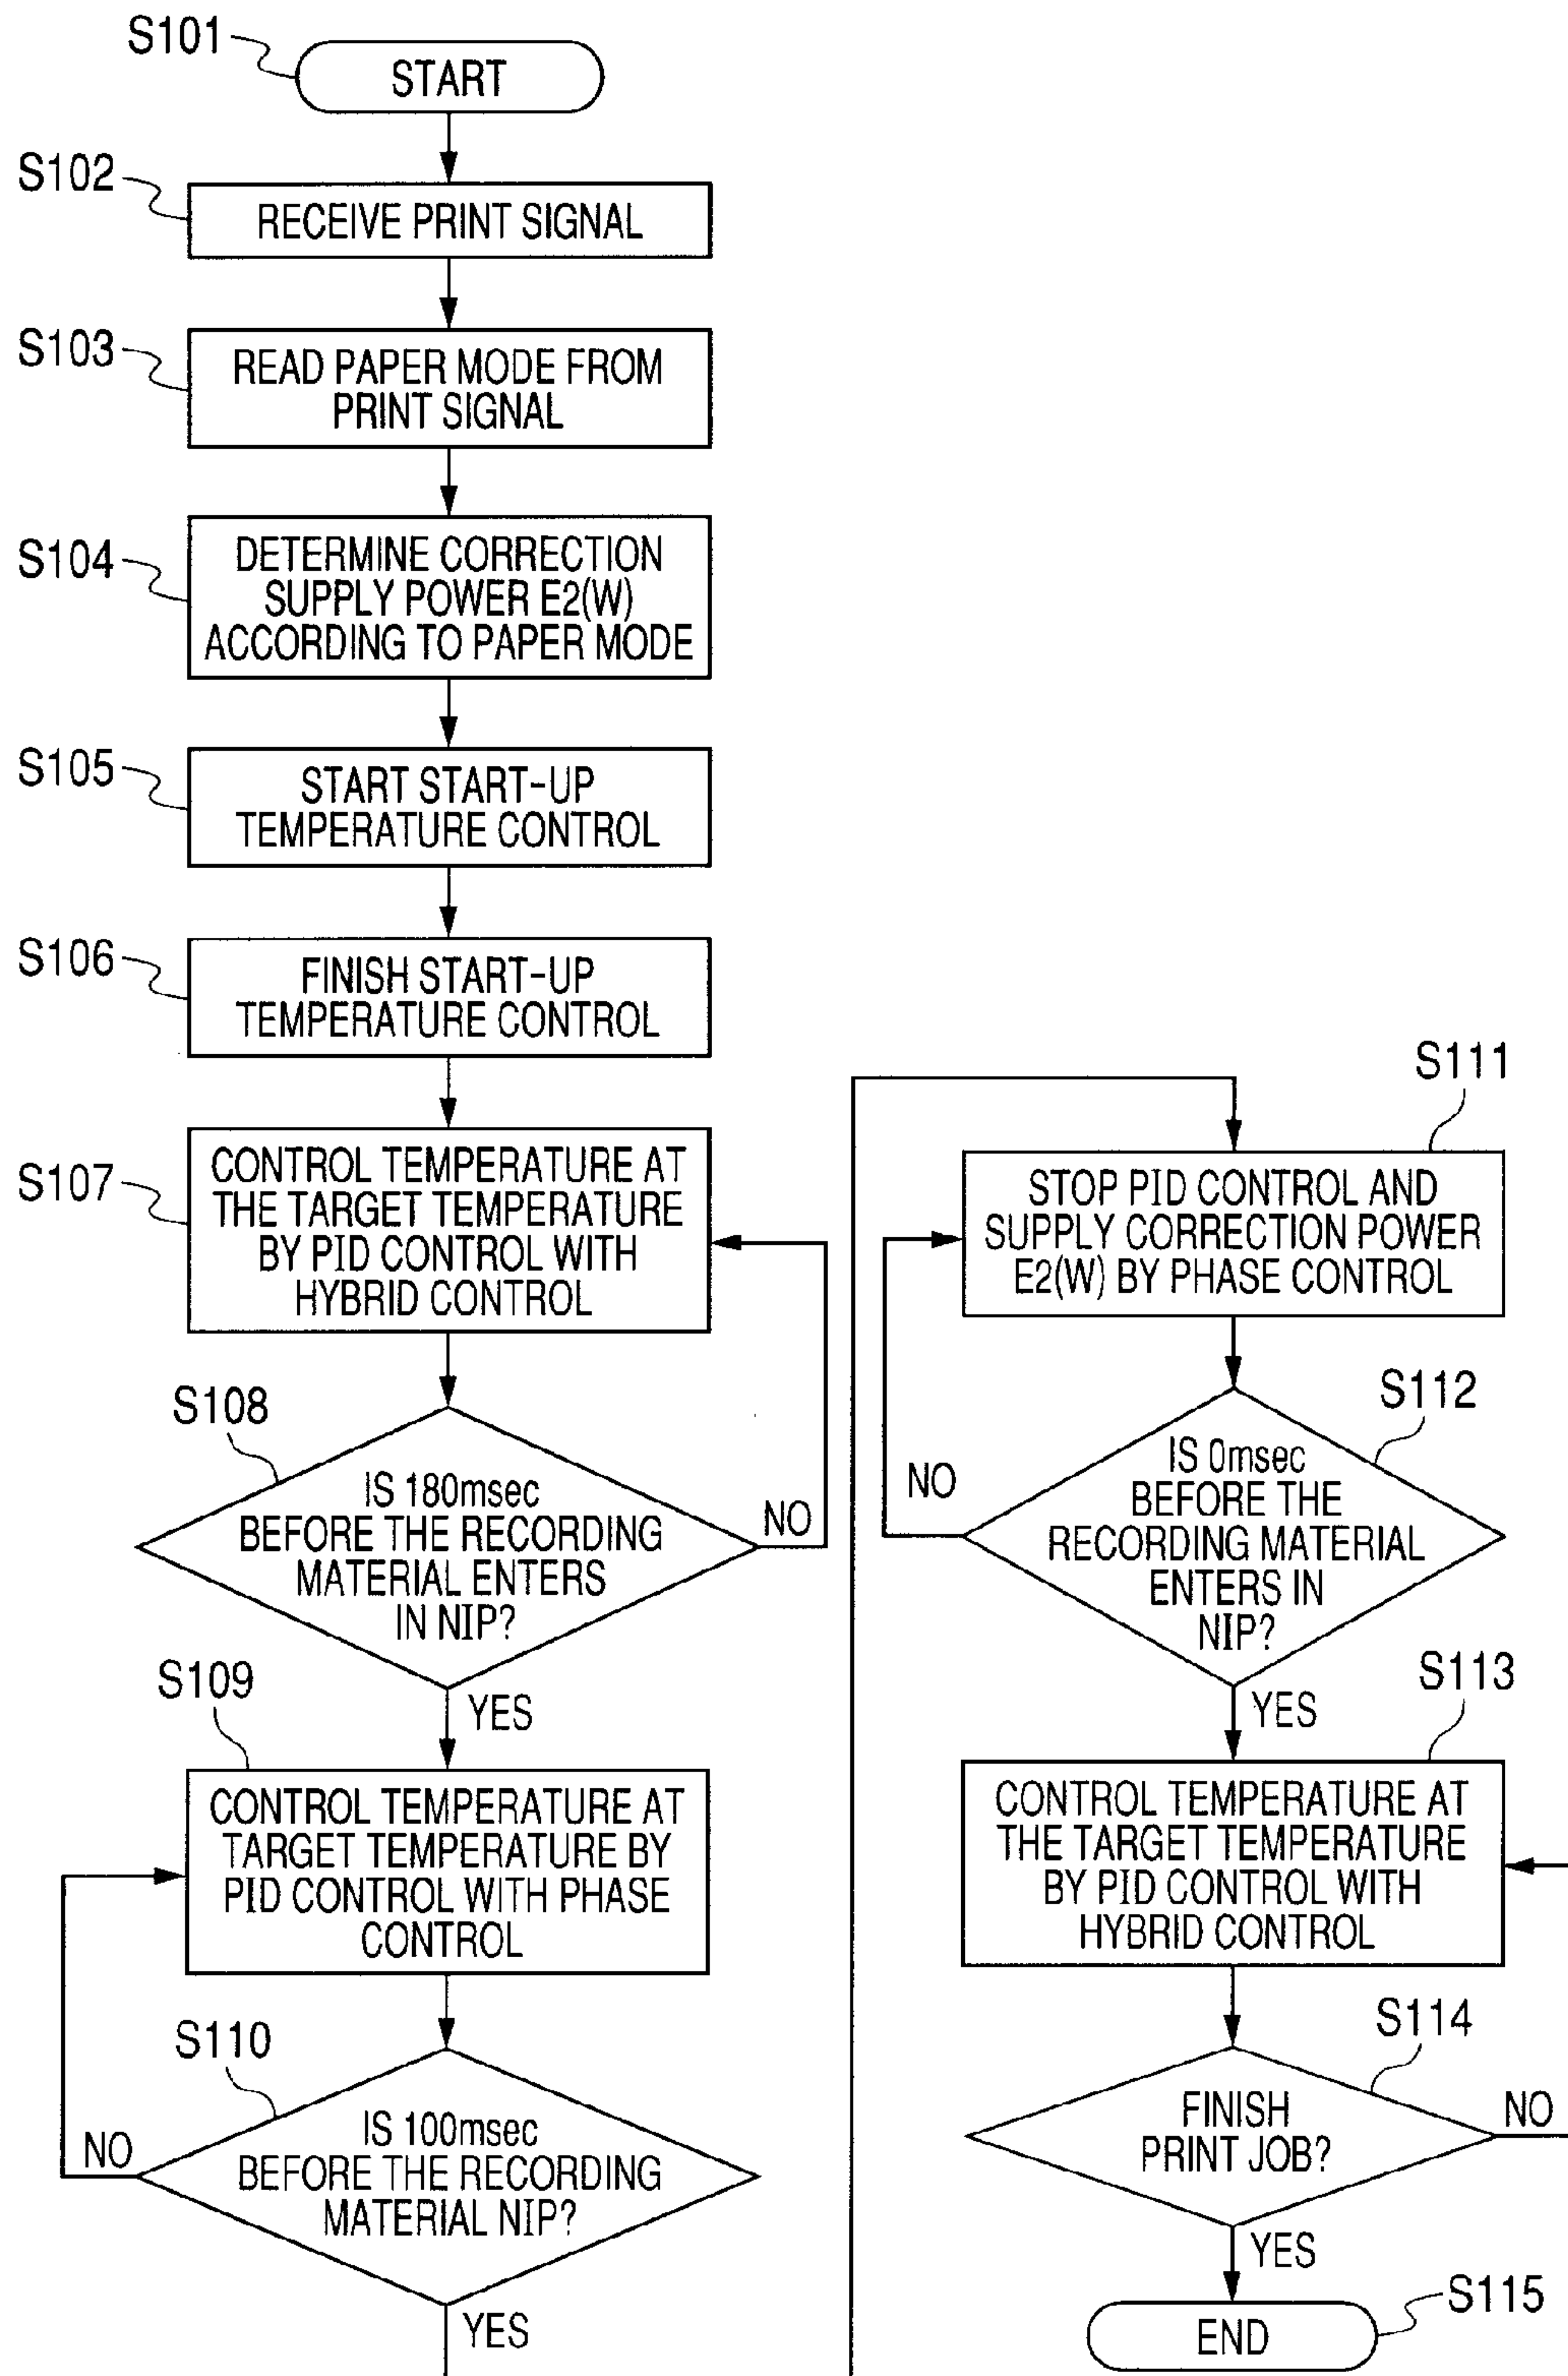 S101
START
S102
RECEIVE PRINT SIGNAL
S103
READ PAPER MODE FROM
PRINT SIGNAL
S104
DETERMINE CORRECTION
SUPPLY POWER E2(W)
ACCORDING TO PAPER MODE
S105
START START-UP
TEMPERATURE CONTROL
S106
FINISH START-UP
TEMPERATURE CONTROL
S107
CONTROL TEMPERATURE AT
THE TARGET TEMPERATURE
BY PID CONTROL WITH
HYBRID CONTROL
S108
IS 180msec
BEFORE THE RECORDING
MATERIAL ENTERS
IN NIP?
NO
YES
S109
CONTROL TEMPERATURE AT
TARGET TEMPERATURE BY
PID CONTROL WITH PHASE
CONTROL
S110
IS 100msec
BEFORE THE RECORDING
MATERIAL NIP?
NO
YES
S111
STOP PID CONTROL AND
SUPPLY CORRECTION POWER
E2(W) BY PHASE CONTROL
S112
IS 0msec
BEFORE THE
RECORDING MATERIAL
ENTERS IN
NIP?
NO
YES
S113
CONTROL TEMPERATURE AT
THE TARGET TEMPERATURE
BY PID CONTROL WITH
HYBRID CONTROL
S114
FINISH
PRINT JOB?
NO
YES
S115
END